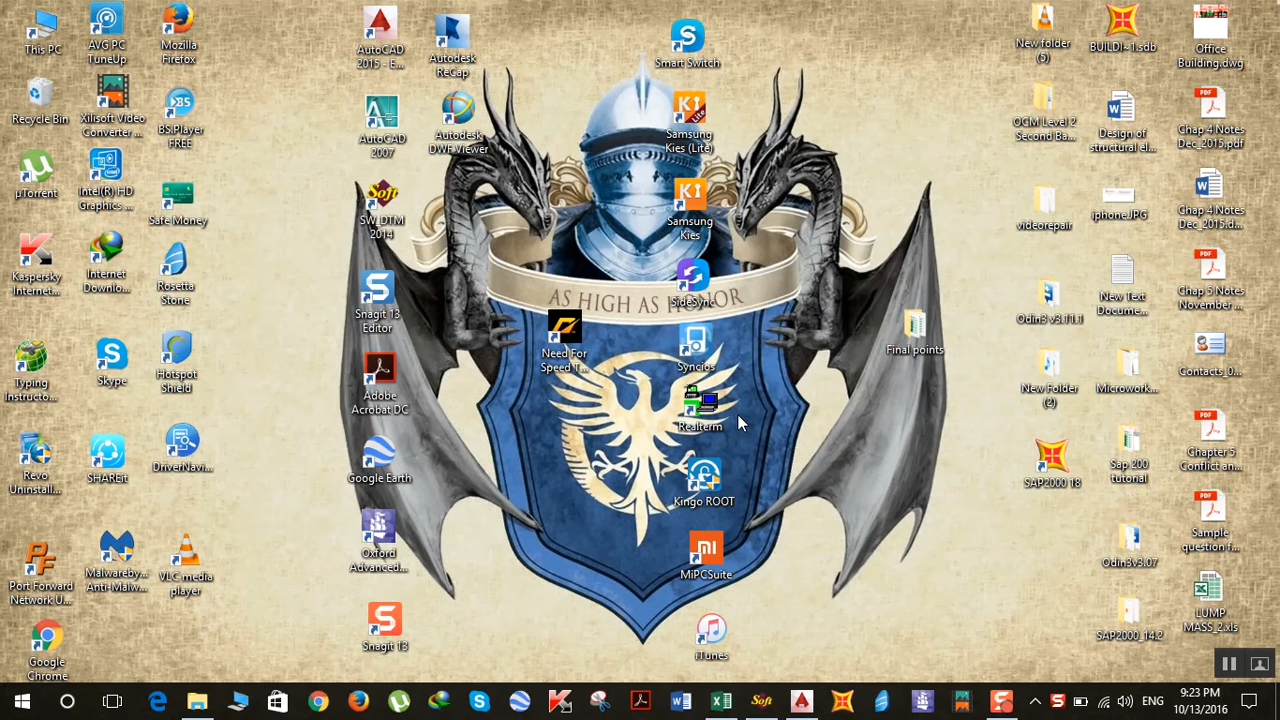 This PC
AVG PC
TuneUp
Mozilla
Firefox
Recycle Bin
Xilisoft Video
Converter ...
BS.Player
FREE
µTorrent
Intel(R) HD
Graphics ...
Safe Money
Kaspersky
Internet...
Internet
Downlo...
Rosetta
Stone
Typing
Instructo...
Skype
Hotspot
Shield
Revo
Uninstall...
SHAREit
DriverNavi...
Port Forward
Network U...
Malwareby...
Anti-Malw...
VLC media
player
Google
Chrome
AutoCAD
2015 - E...
Autodesk
ReCap
AutoCAD
2007
Autodesk
DWF Viewer
Soft
SW DTM
2014
Snagit 13
Editor
Need For
Speed T...
Adobe
Acrobat DC
Google Earth
Oxford
Advanced...
Snagit 13
Smart Switch
Samsung
Kies (Lite)
Samsung
Kies
SideSync
AS HIGH AS HONOR
Syncios
Realterm
Kingo ROOT
MiPCSuite
iTunes
Final points
New folder
(5)
BUILDI~1.sdb
Office
Building.dwg
OCM Level 2
Second Ba...
Design of
structural el...
Chap 4 Notes
Dec_2015.pdf
videorepair
iphone.JPG
Chap 4 Notes
Dec_2015.d...
Odin3 v3.11.1
New Text
Docume...
Chap 5 Notes
November ...
New Folder
(2)
Microwork...
Contacts_0...
SAP2000 18
Sap 200
tutorial
Chapter 5
Conflict an...
Odin3v3.07
Sample
question f...
SAP2000_14.2
LUMP
MASS_2.xls
ENG
9:23 PM
10/13/2016